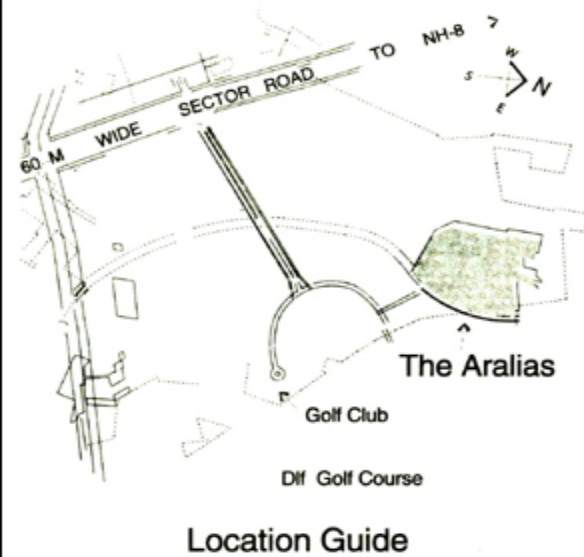 TO NH-8
W
S
N
E
60 M WIDE SECTOR ROAD
The Aralias
Golf Club
Dlf Golf Course
Location Guide